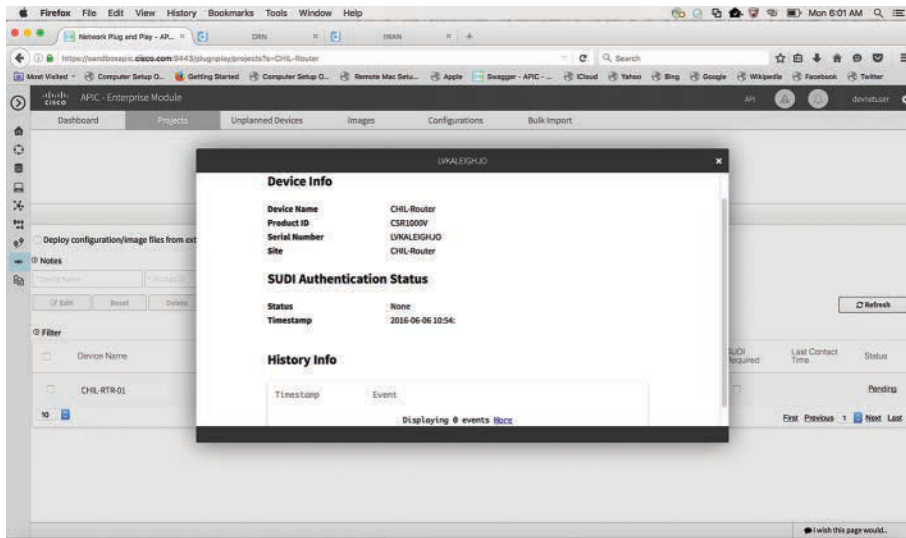 Firefox File Edit View History Bookmarks Tools Window Help Mon 6:01 AM
Network Plug and Play - AP... DRN IWAN
https://sandboxapic.cisco.com:9443/plugnplay/projects?s=CHIL-Router Search
Most Visited Computer Setup G... Getting Started Computer Setup G... Remote Mac Setu... Apple Swagger - APIC - ... iCloud Yahoo Bing Google Wikipedia Facebook Twitter
cisco APIC - Enterprise Module API devnetuser
Dashboard Projects Unplanned Devices Images Configurations Bulk Import
LVKALEIGHJO
Device Info
Device Name CHIL-Router
Product ID CSR1000V
Serial Number LVKALEIGHJO
Site CHIL-Router
Deploy configuration/image files from ext
Notes
SUDI Authentication Status
Edit Reset Delete
Status None
Refresh
Timestamp 2016-06-06 10:54:
Filter
History Info
Device Name
SUDI Required
Last Contact Time
Status
CHIL-RTR-01
Pending
Timestamp Event
10
First Previous 1 Next Last
Displaying 0 events More
I wish this page would..